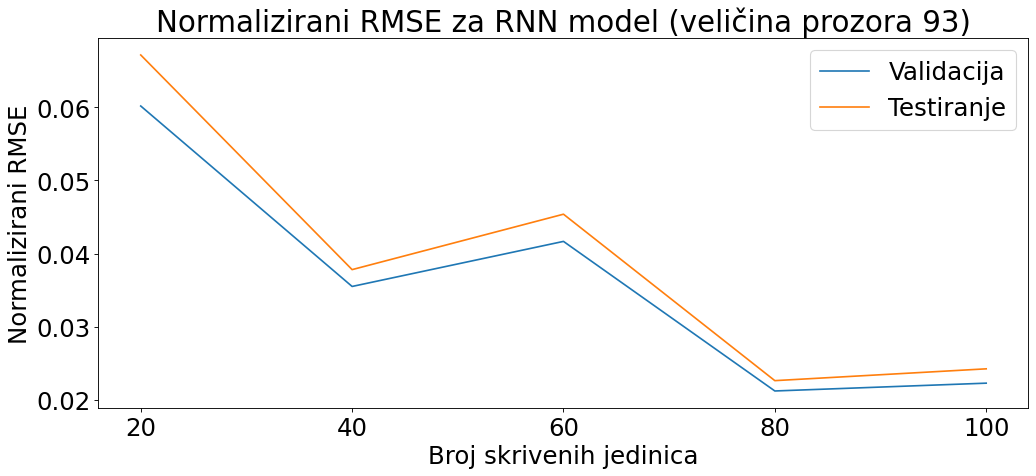 Normalizirani RMSE za RNN model (veličina prozora 93)
Validacija
Testiranje
Normalizirani RMSE
0.06
0.05
0.04
0.03
0.02
20 40 60 80 100
Broj skrivenih jedinica